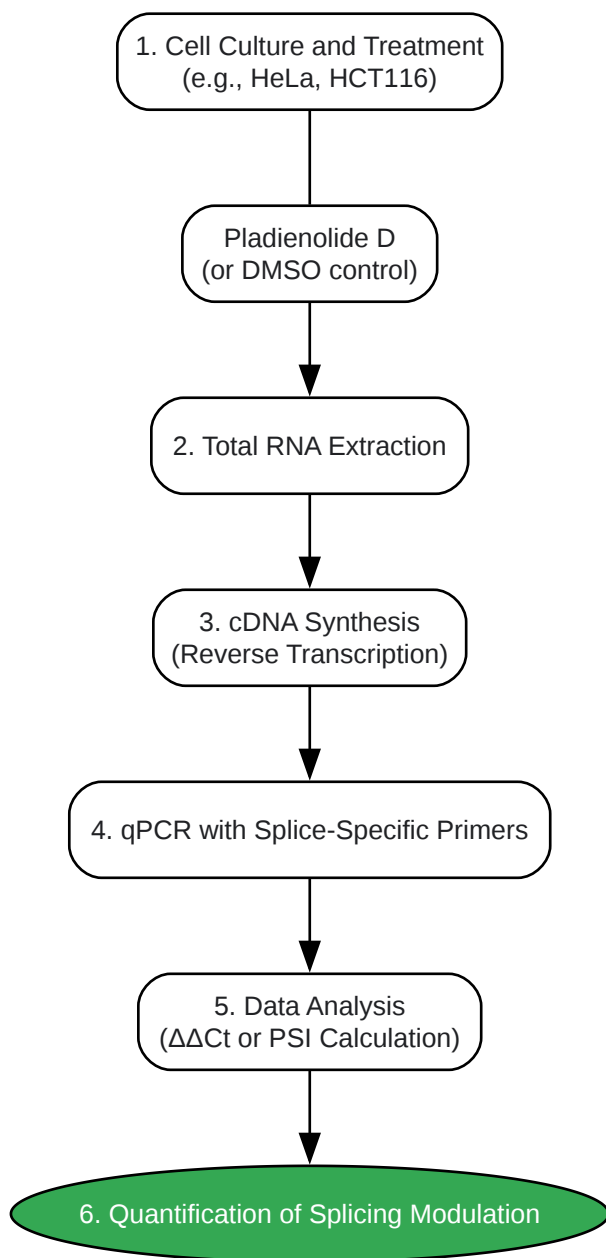 1. Cell Culture and Treatment
(e.g., HeLa, HCT116)
Pladienolide D
(or DMSO control)
2. Total RNA Extraction
3. cDNA Synthesis
(Reverse Transcription)
4. qPCR with Splice-Specific Primers
5. Data Analysis
(ΔΔCt or PSI Calculation)
6. Quantification of Splicing Modulation